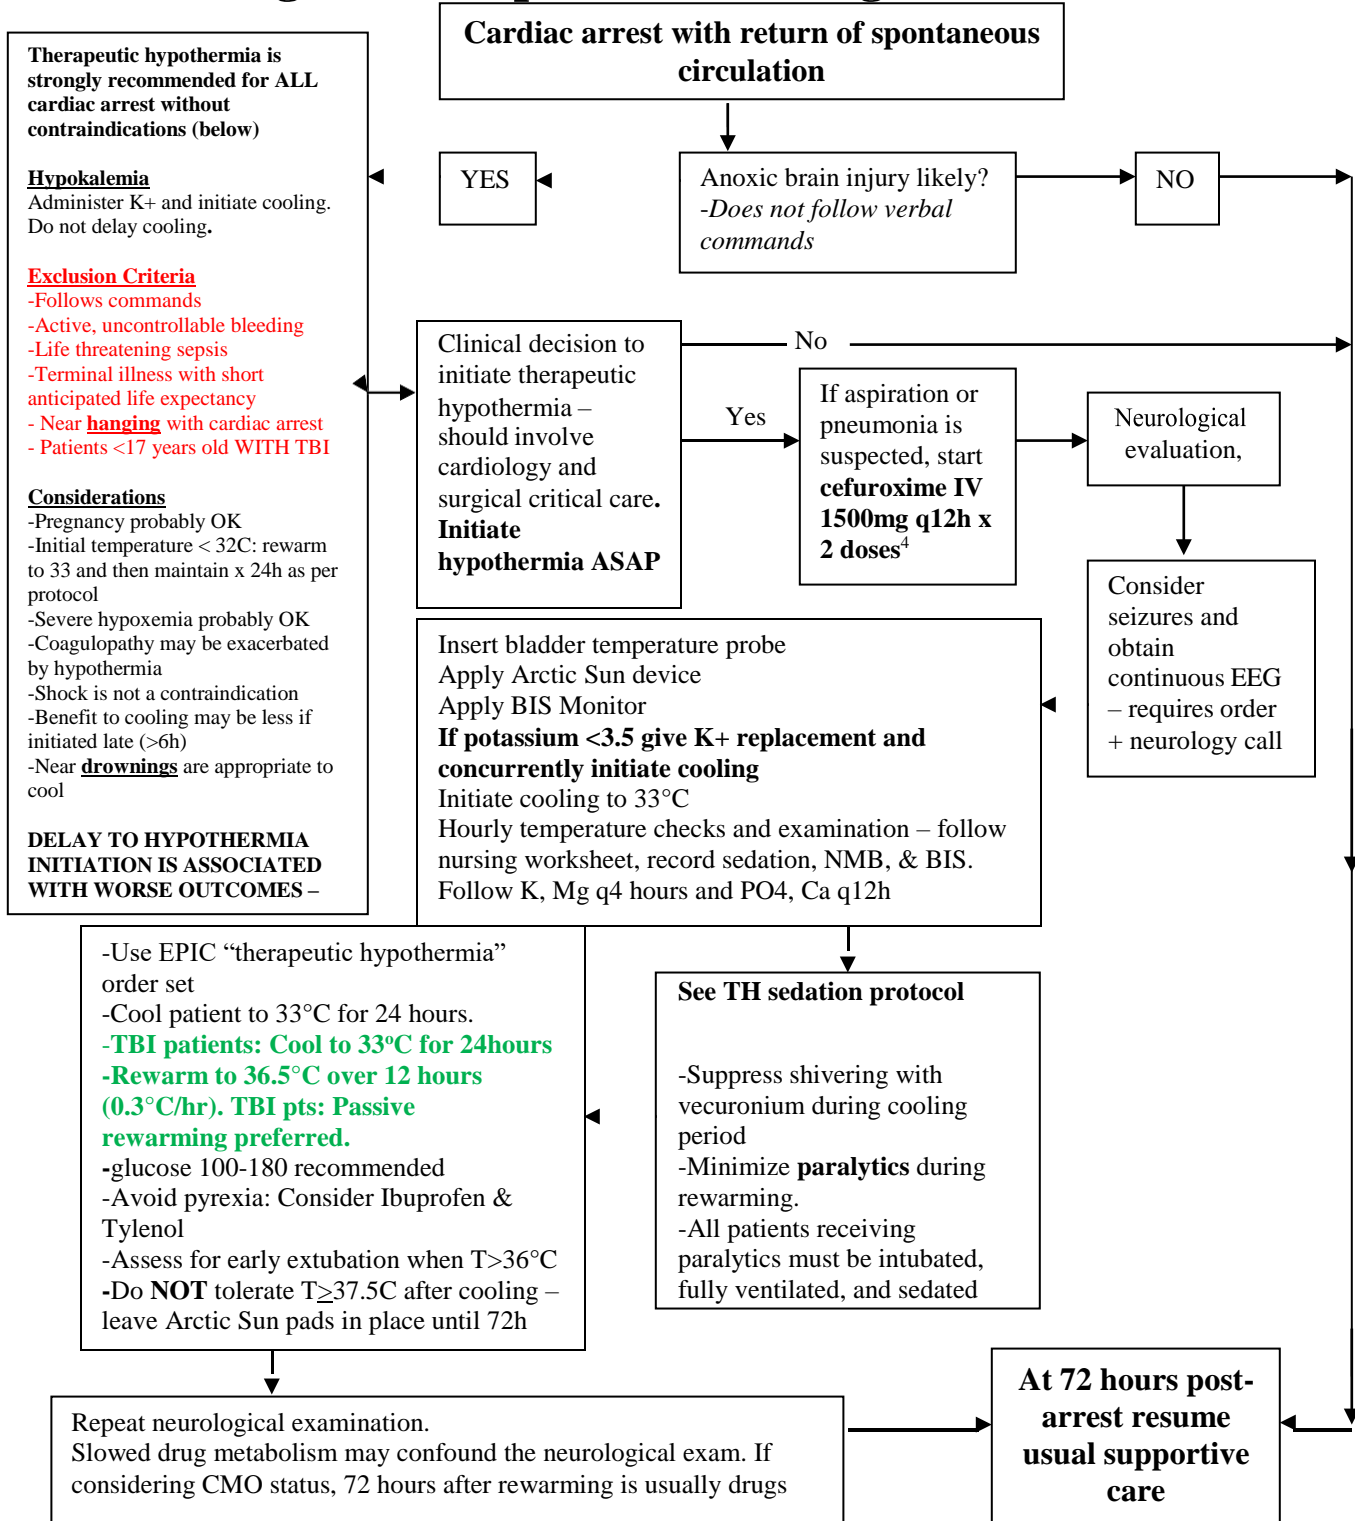 Cardiac arrest with return of spontaneous
circulation
Therapeutic hypothermia is
strongly recommended for ALL
cardiac arrest without
contraindications (below)
Hypokalemia
Administer K+ and initiate cooling.
Do not delay cooling.
Exclusion Criteria
-Follows commands
-Active, uncontrollable bleeding
-Life threatening sepsis
-Terminal illness with short
anticipated life expectancy
- Near hanging with cardiac arrest
- Patients <17 years old WITH TBI
Considerations
-Pregnancy probably OK
-Initial temperature < 32C: rewarm
to 33 and then maintain x 24h as per
protocol
-Severe hypoxemia probably OK
-Coagulopathy may be exacerbated
by hypothermia
-Shock is not a contraindication
-Benefit to cooling may be less if
initiated late (>6h)
-Near drownings are appropriate to
cool
DELAY TO HYPOTHERMIA
INITIATION IS ASSOCIATED
WITH WORSE OUTCOMES –
YES
Anoxic brain injury likely?
-Does not follow verbal
commands
NO
Clinical decision to
initiate therapeutic
hypothermia –
should involve
cardiology and
surgical critical care.
Initiate
hypothermia ASAP
No
Yes
If aspiration or
pneumonia is
suspected, start
cefuroxime IV
1500mg q12h x
2 doses4
Neurological
evaluation,
Consider
seizures and
obtain
continuous EEG
– requires order
+ neurology call
Insert bladder temperature probe
Apply Arctic Sun device
Apply BIS Monitor
If potassium <3.5 give K+ replacement and
concurrently initiate cooling
Initiate cooling to 33°C
Hourly temperature checks and examination – follow
nursing worksheet, record sedation, NMB, & BIS.
Follow K, Mg q4 hours and PO4, Ca q12h
-Use EPIC “therapeutic hypothermia”
order set
-Cool patient to 33°C for 24 hours.
-TBI patients: Cool to 33ºC for 24hours
-Rewarm to 36.5°C over 12 hours
(0.3°C/hr). TBI pts: Passive
rewarming preferred.
-glucose 100-180 recommended
-Avoid pyrexia: Consider Ibuprofen &
Tylenol
-Assess for early extubation when T>36°C
-Do NOT tolerate T≥37.5C after cooling –
leave Arctic Sun pads in place until 72h
See TH sedation protocol
-Suppress shivering with
vecuronium during cooling
period
-Minimize paralytics during
rewarming.
-All patients receiving
paralytics must be intubated,
fully ventilated, and sedated
Repeat neurological examination.
Slowed drug metabolism may confound the neurological exam. If
considering CMO status, 72 hours after rewarming is usually drugs
At 72 hours post-
arrest resume
usual supportive
care